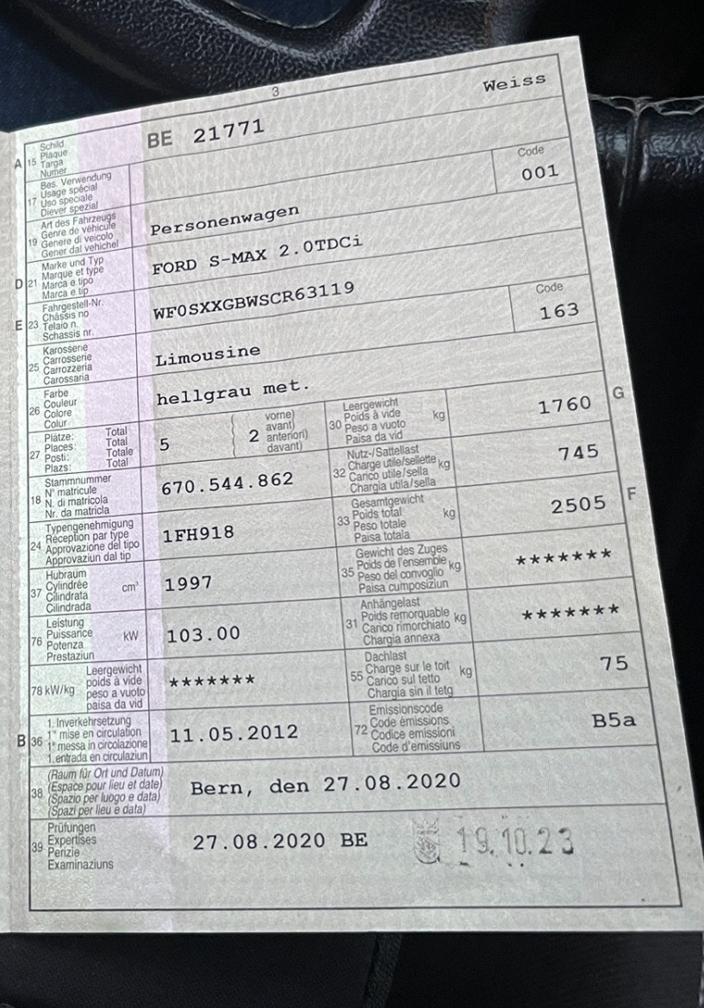 3
A 15 Schild
Plaque
Targa
Numer
BE 21771
Weiss
17 Bes. Verwendung
Usage spécial
Uso speciale
Diever spezial
19 Art des Fahrzeugs
Genre de véhicule
Genere di veicolo
Gener dal vehichel
Personenwagen
Code
001
D 21 Marke und Typ
Marque et type
Marca e tipo
Marca e tip
FORD S-MAX 2.0TDCi
E 23 Fahrgestell-Nr.
Châssis no
Telaio n.
Schassis nr.
WF0SXXGBWSCR63119
25 Karosserie
Carrosserie
Carrozzeria
Carossaria
Limousine
Code
163
26 Farbe
Couleur
Colore
Colur
hellgrau met.
27 Plätze: Total
Places: Total
Posti: Totale
Plazs: Total
5
2 vorne)
avant)
anteriori)
davant)
30 Leergewicht
Poids à vide
Peso a vuoto
Paisa da vid
kg
1760
G
18 Stammnummer
N° matricule
N. di matricola
Nr. da matricla
670.544.862
32 Nutz-/Sattellast
Charge utile/sellette
Carico utile/sella
Chargia utila/sella
kg
745
24 Typengenehmigung
Réception par type
Approvazione del tipo
Approvaziun dal tip
1FH918
33 Gesamtgewicht
Poids total
Peso totale
Paisa totala
kg
2505
F
37 Hubraum
Cylindrée
Cilindrata
Cilindrada
cm³
1997
35 Gewicht des Zuges
Poids de l'ensemble
Peso del convoglio
Paisa cumposiziun
kg
*******
76 Leistung
Puissance
Potenza
Prestaziun
kW
103.00
31 Anhängelast
Poids remorquable
Carico rimorchiato
Chargia annexa
kg
*******
78 kW/kg
Leergewicht
poids à vide
peso a vuoto
paisa da vid
*******
55 Dachlast
Charge sur le toit
Carico sul tetto
Chargia sin il tetg
kg
75
B 36 1. Inverkehrsetzung
1re mise en circulation
1a messa in circolazione
1. entrada en circulaziun
11.05.2012
72 Emissionscode
Code émissions
Codice emissioni
Code d'emissiuns
B5a
38 (Raum für Ort und Datum)
(Espace pour lieu et date)
(Spazio per luogo e data)
(Spazi per lieu e data)
Bern, den 27.08.2020
39 Prüfungen
Expertises
Perizie
Examinaziuns
27.08.2020 BE
19.10.23